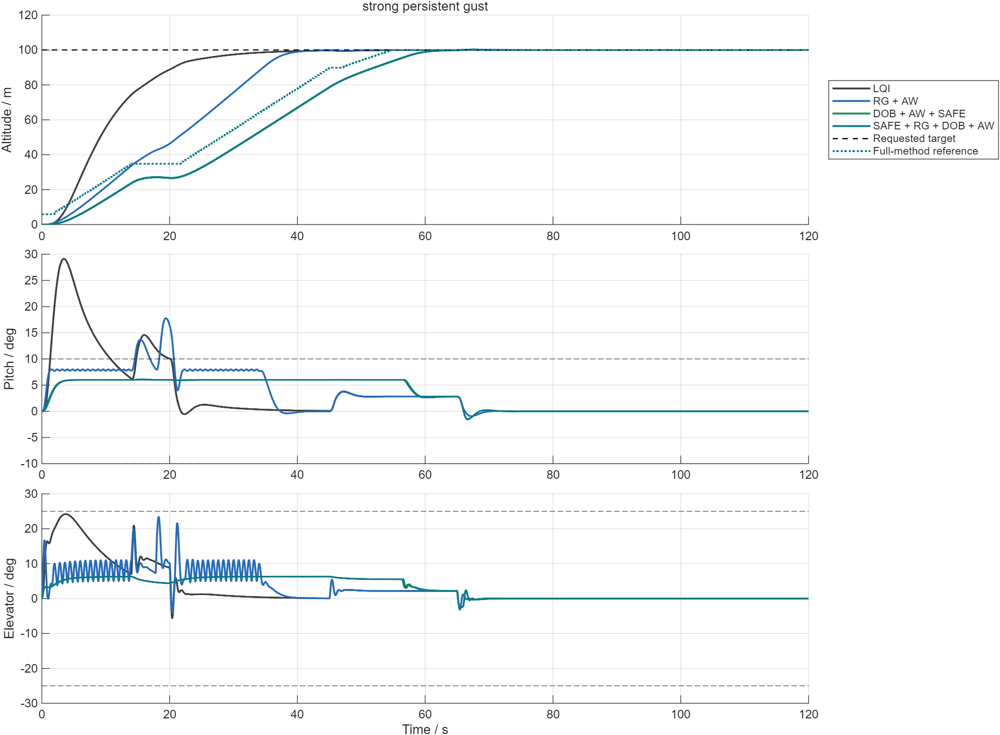 strong persistent gust
120
100
80
60
40
20
0
Altitude / m
0 20 40 60 80 100 120
LQI
RG + AW
DOB + AW + SAFE
SAFE + RG + DOB + AW
Requested target
Full-method reference
30
25
20
15
10
5
0
-5
-10
Pitch / deg
0 20 40 60 80 100 120
30
20
10
0
-10
-20
-30
Elevator / deg
0 20 40 60 80 100 120
Time / s